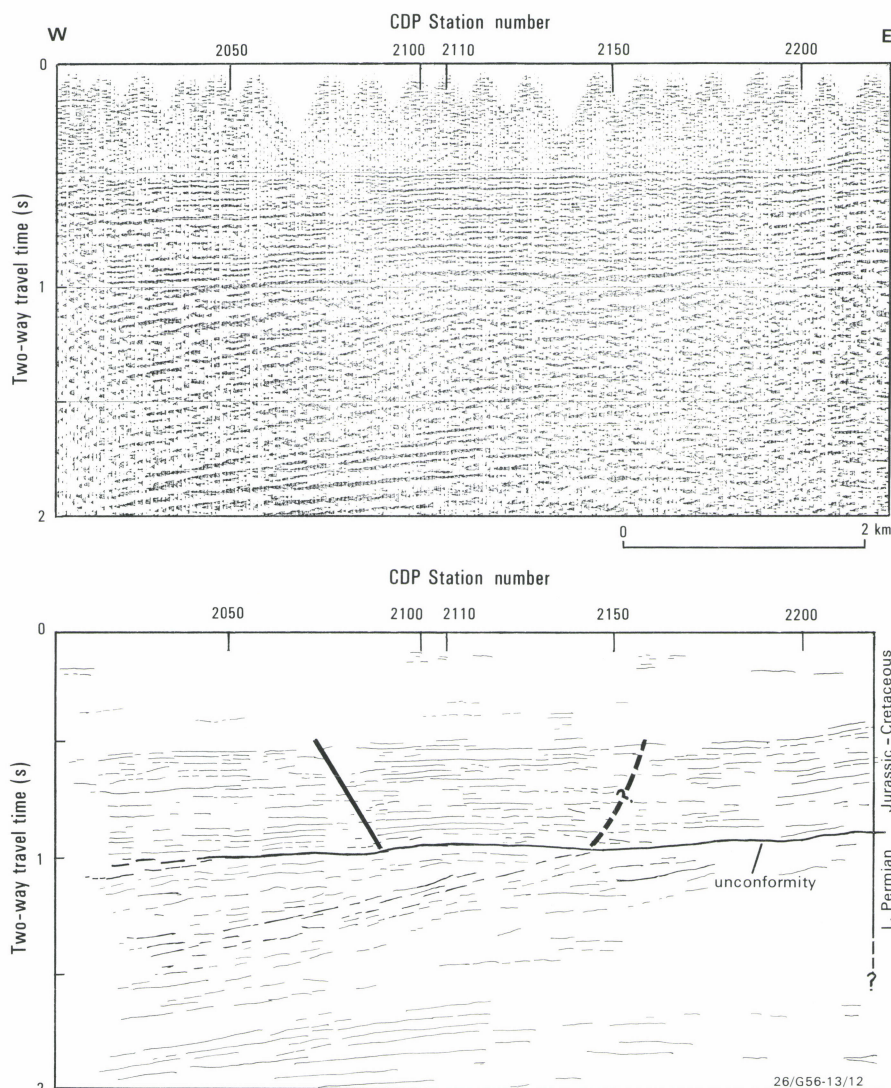 CDP Station number
W E
2050 2100 2110 2150 2200
0
1
2
Two-way travel time (s)
0 2 km
CDP Station number
2050 2100 2110 2150 2200
0
1
2
Two-way travel time (s)
?
unconformity
Jurassic - Cretaceous
L. Permian
?
26/G56-13/12